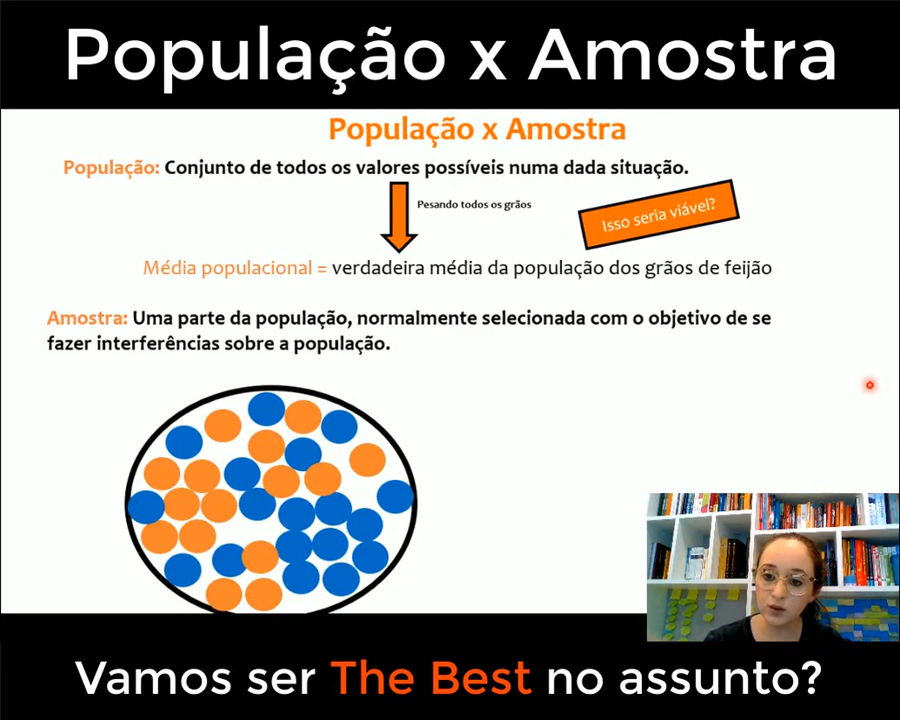 População x Amostra
População x Amostra
População: Conjunto de todos os valores possíveis numa dada situação.
Pesando todos os grãos
Isso seria viável?
Média populacional = verdadeira média da população dos grãos de feijão
Amostra: Uma parte da população, normalmente selecionada com o objetivo de se
fazer interferências sobre a população.
Vamos ser The Best no assunto?